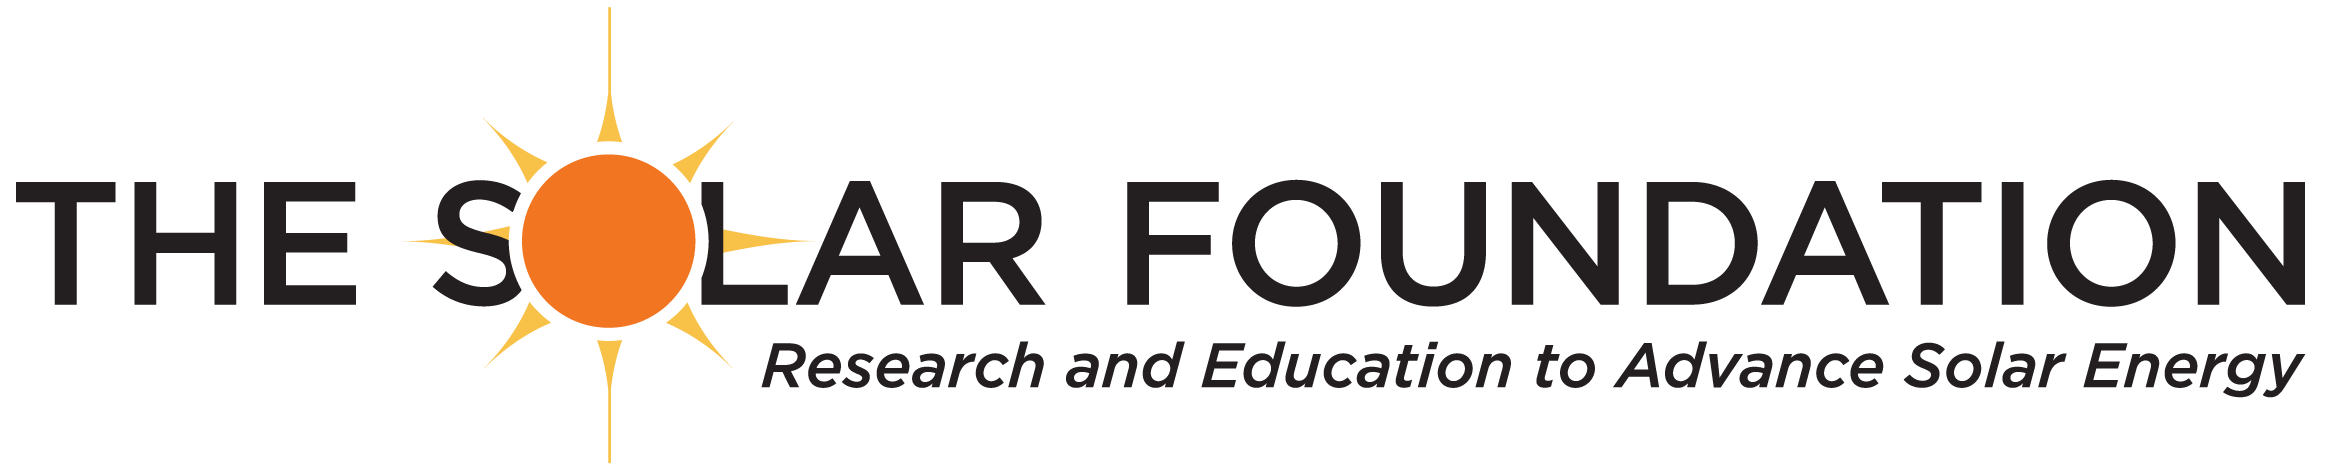 THE SOLAR FOUNDATION
Research and Education to Advance Solar Energy